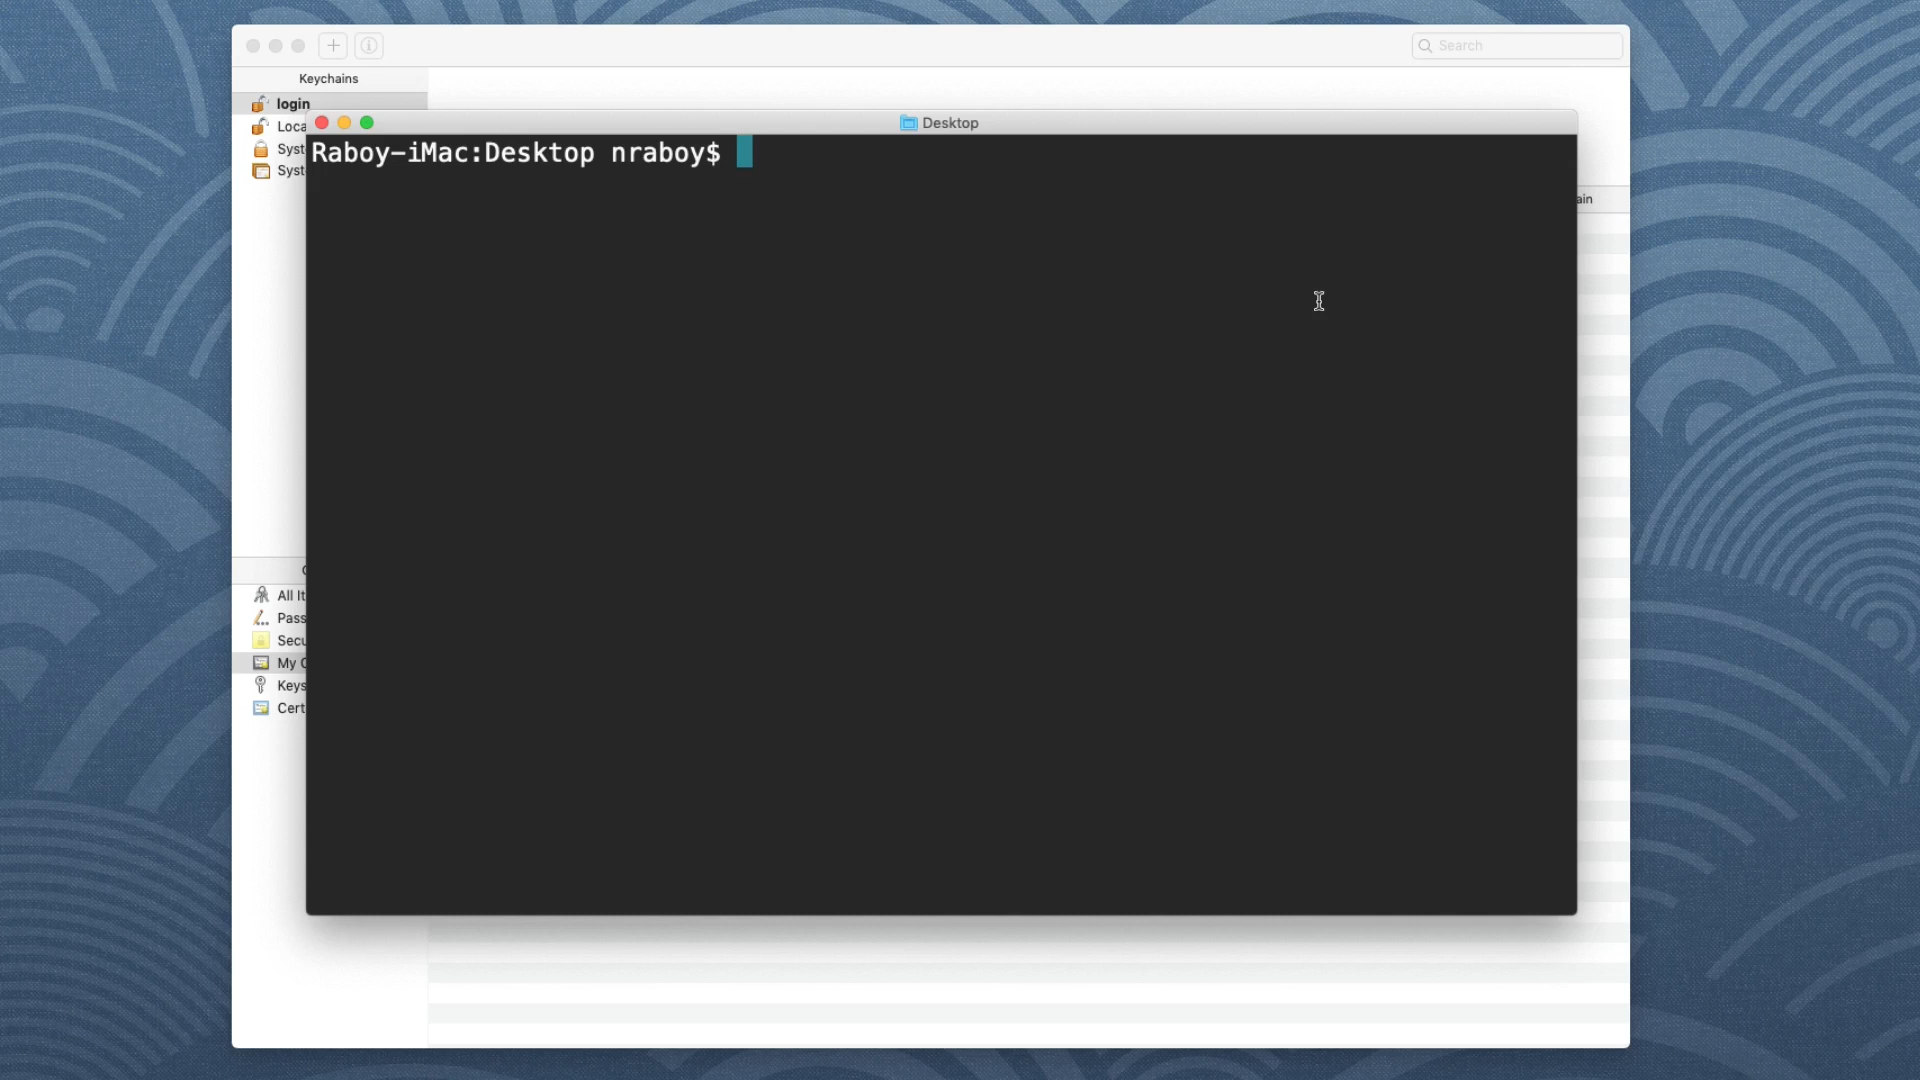 Search
Keychains
login
Loca
Syst
Syst
Desktop
Raboy-iMac:Desktop nraboy$
ain
All It
Pass
Secu
My C
Keys
Cert